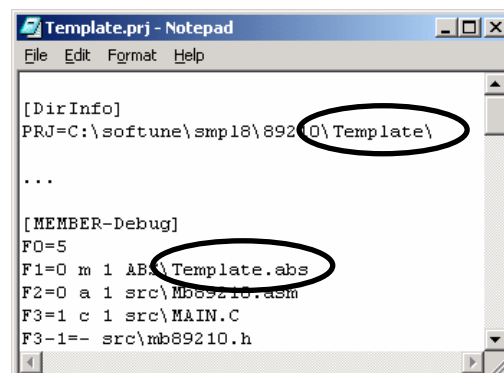 Template.prj - Notepad
File Edit Format Help
[DirInfo]
PRJ=C:\softune\smpl8\89210\Template\
...
[MEMBER-Debug]
F0=5
F1=0 m 1 ABS\Template.abs
F2=0 a 1 src\Mb89210.asm
F3=1 c 1 src\MAIN.C
F3-1=- src\mb89210.h